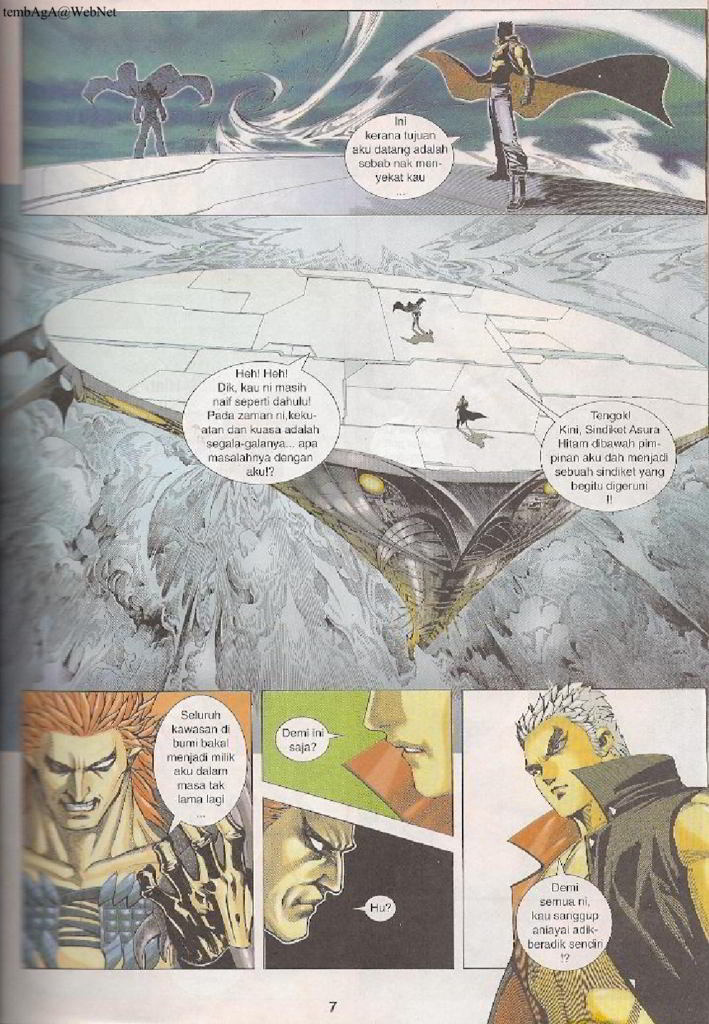 tembAgA@WebNet
Ini
kerana tujuan
aku datang adalah
sebab nak men-
yekat kau
...
Heh! Heh!
Dik, kau ni masih
naif seperti dahulu!
Pada zaman ni,keku-
atan dan kuasa adalah
segala-galanya... apa
masalahnya dengan
aku!?
Tengok!
Kini, Sindiket Asura
Hitam dibawah pim-
pinan aku dah menjadi
sebuah sindiket yang
begitu digeruni
!!
Seluruh
kawasan di
bumi bakal
menjadi milik
aku dalam
masa tak
lama lagi
...
Demi ini
saja?
Hu?
Demi
semua ni,
kau sanggup
aniayai adik-
beradik sendiri
!?
7